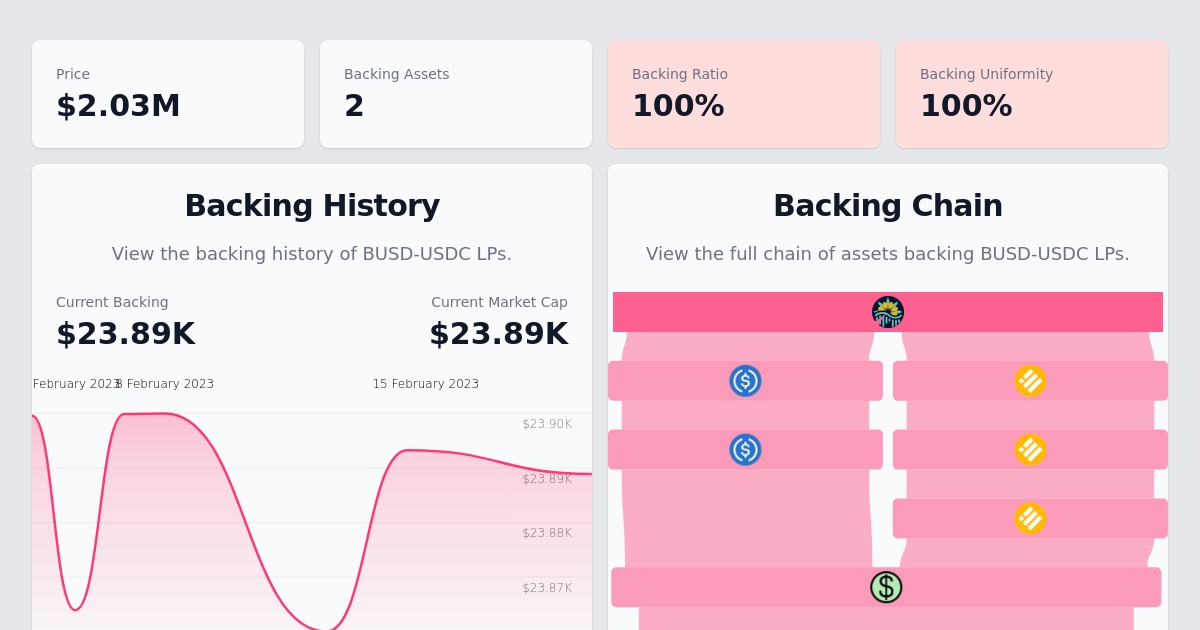 Price
$2.03M
Backing Assets
2
Backing Ratio
100%
Backing Uniformity
100%
Backing History
View the backing history of BUSD-USDC LPs.
Current Backing
$23.89K
Current Market Cap
$23.89K
February 2023
8 February 2023
15 February 2023
$23.90K
$23.89K
$23.88K
$23.87K
Backing Chain
View the full chain of assets backing BUSD-USDC LPs.
$
$
$